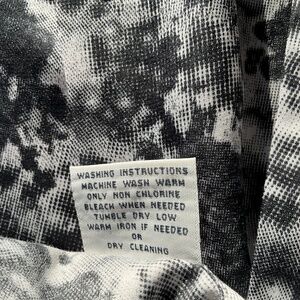 WASHING INSTRUCTIONS
MACHINE WASH WARM
ONLY NON CHLORINE
BLEACH WHEN NEEDED
TUMBLE DRY LOW
WARM IRON IF NEEDED
OR
DRY CLEANING